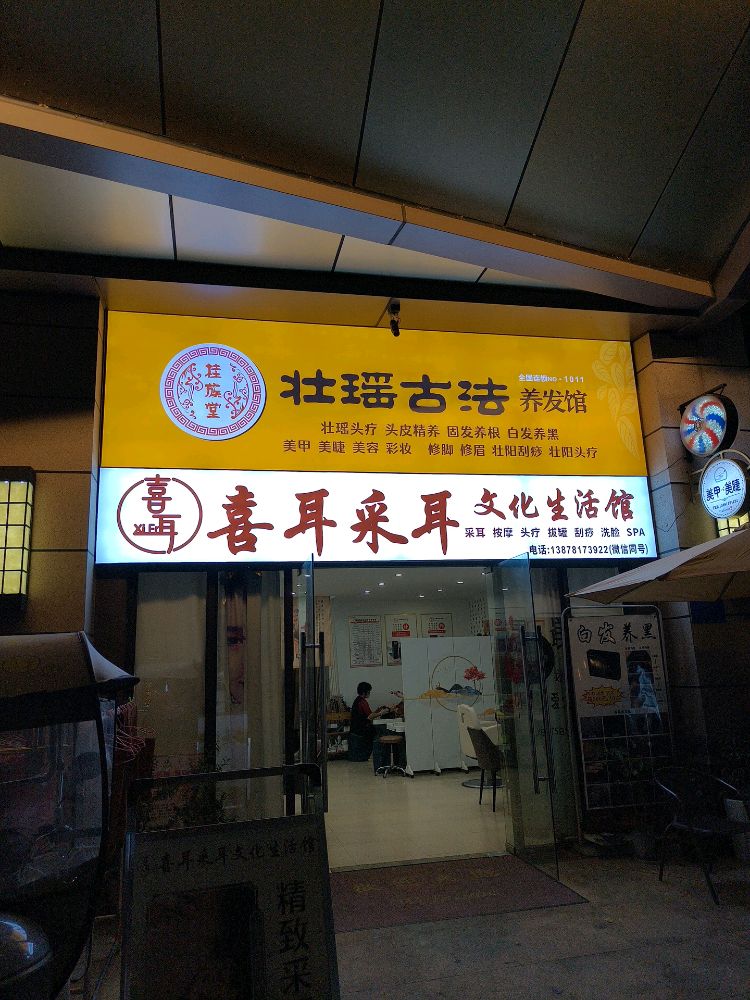 佳族堂
壮瑶古法
养发馆
全国连锁NO·1011
壮瑶头疗 头皮精养 固发养根 白发养黑
美甲 美睫 美容 彩妆 修脚 修眉 壮阳刮痧 壮阳头疗
喜耳
XI ER
喜耳采耳
文化生活馆
采耳 按摩 头疗 拔罐 刮痧 洗脸 SPA
电话:13878173922(微信同号)
美甲·美睫
白发养黑
喜耳采耳文化生活馆
精致采